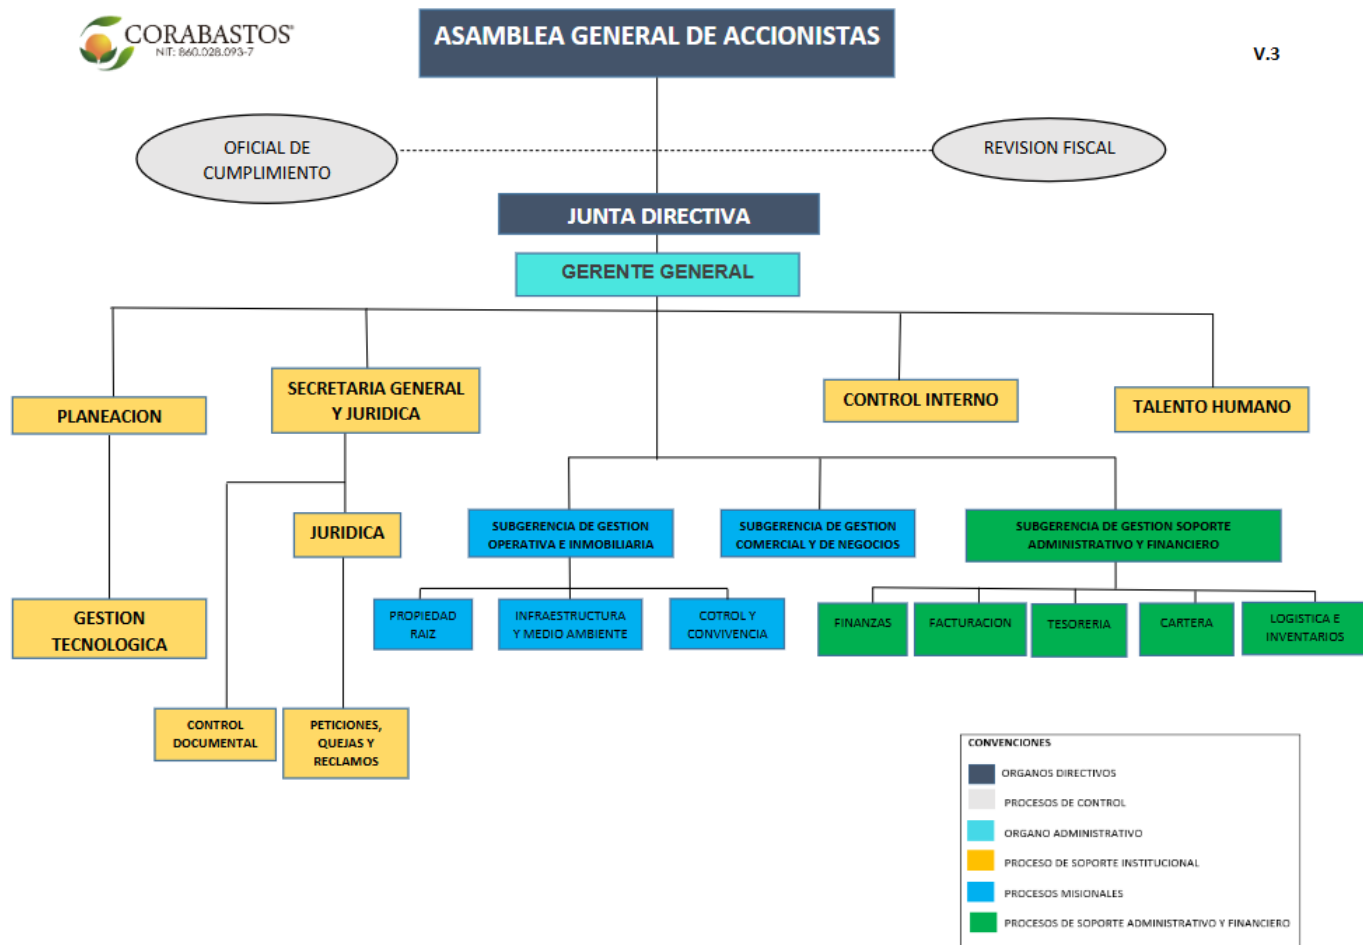 CORABASTOS®
NIT: 860.028.093-7
ASAMBLEA GENERAL DE ACCIONISTAS
V.3
OFICIAL DE
CUMPLIMIENTO
REVISION FISCAL
JUNTA DIRECTIVA
GERENTE GENERAL
PLANEACION
SECRETARIA GENERAL
Y JURIDICA
CONTROL INTERNO
TALENTO HUMANO
JURIDICA
SUBGERENCIA DE GESTION
OPERATIVA E INMOBILIARIA
SUBGERENCIA DE GESTION
COMERCIAL Y DE NEGOCIOS
SUBGERENCIA DE GESTION SOPORTE
ADMINISTRATIVO Y FINANCIERO
GESTION
TECNOLOGICA
PROPIEDAD
RAIZ
INFRAESTRUCTURA
Y MEDIO AMBIENTE
COTROL Y
CONVIVENCIA
FINANZAS
FACTURACION
TESORERIA
CARTERA
LOGISTICA E
INVENTARIOS
CONTROL
DOCUMENTAL
PETICIONES,
QUEJAS Y
RECLAMOS
CONVENCIONES
ORGANOS DIRECTIVOS
PROCESOS DE CONTROL
ORGANO ADMINISTRATIVO
PROCESO DE SOPORTE INSTITUCIONAL
PROCESOS MISIONALES
PROCESOS DE SOPORTE ADMINISTRATIVO Y FINANCIERO